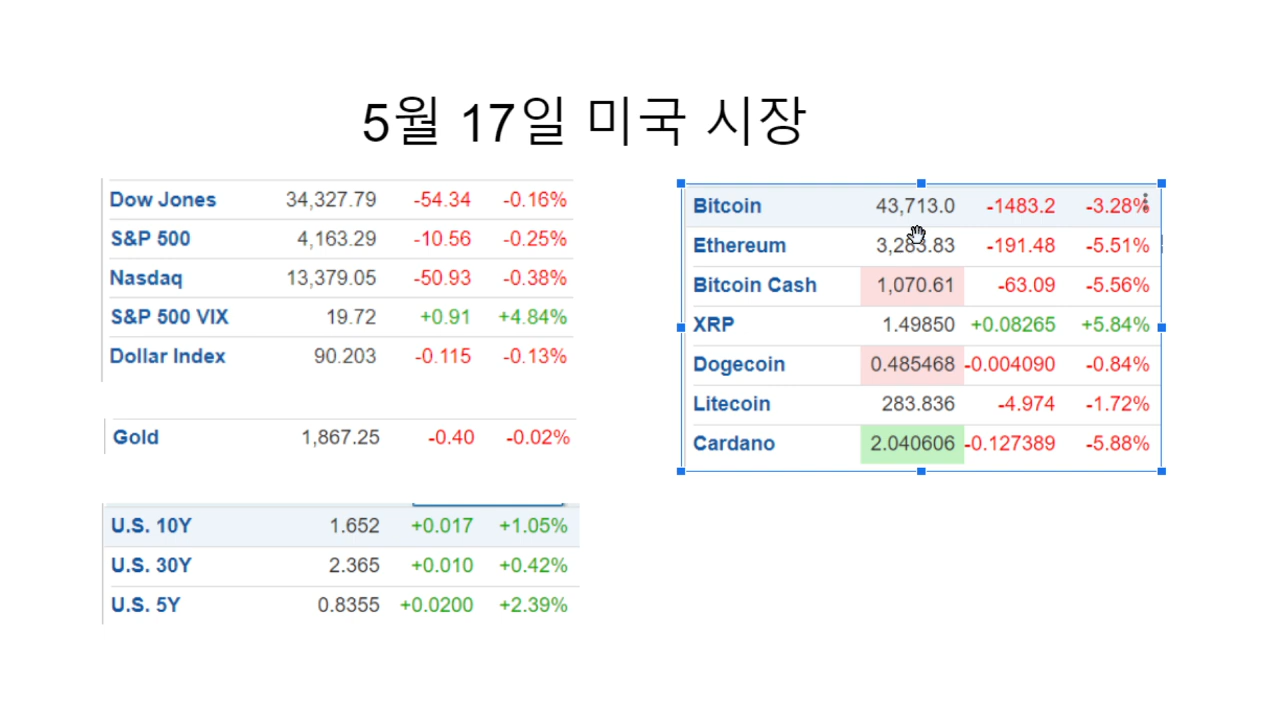 5월 17일 미국 시장
Dow Jones 34,327.79 -54.34 -0.16%
S&P 500 4,163.29 -10.56 -0.25%
Nasdaq 13,379.05 -50.93 -0.38%
S&P 500 VIX 19.72 +0.91 +4.84%
Dollar Index 90.203 -0.115 -0.13%
Gold 1,867.25 -0.40 -0.02%
U.S. 10Y 1.652 +0.017 +1.05%
U.S. 30Y 2.365 +0.010 +0.42%
U.S. 5Y 0.8355 +0.0200 +2.39%
Bitcoin 43,713.0 -1483.2 -3.28%
Ethereum 3,283.83 -191.48 -5.51%
Bitcoin Cash 1,070.61 -63.09 -5.56%
XRP 1.49850 +0.08265 +5.84%
Dogecoin 0.485468 -0.004090 -0.84%
Litecoin 283.836 -4.974 -1.72%
Cardano 2.040606 -0.127389 -5.88%